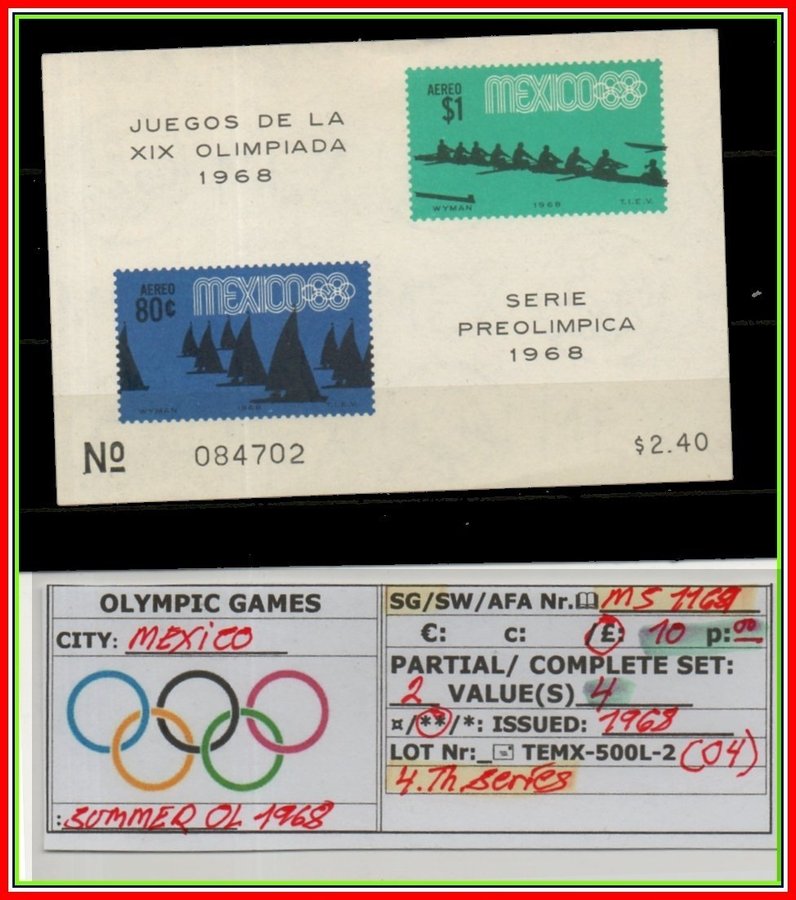 JUEGOS DE LA
XIX OLIMPIADA
1968
AEREO
$1
MEXICO68
WYMAN 1968 T.I.E.V.
AEREO
80¢
MEXICO68
WYMAN 1968 T.I.E.V.
SERIE
PREOLIMPICA
1968
Nº 084702
$2.40
OLYMPIC GAMES
CITY: MEXICO
: SUMMER OL 1968
SG/SW/AFA Nr. MS 1169
€: c: /£: 10 p: 00
PARTIAL/ COMPLETE SET:
2 VALUE(S) 4
¤/**/*: ISSUED: 1968
LOT Nr:_ TEMX-500L-2 (04)
4.Th series